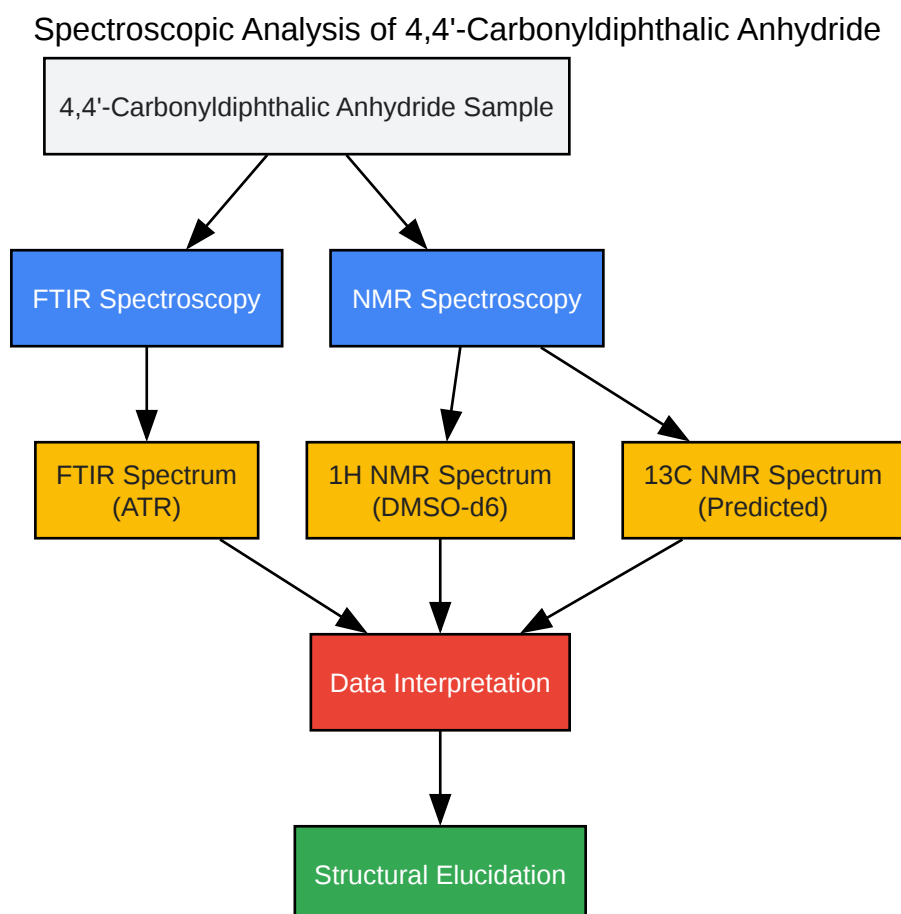 Spectroscopic Analysis of 4,4'-Carbonyldiphthalic Anhydride
4,4'-Carbonyldiphthalic Anhydride Sample
FTIR Spectroscopy
NMR Spectroscopy
FTIR Spectrum
(ATR)
1H NMR Spectrum
(DMSO-d6)
13C NMR Spectrum
(Predicted)
Data Interpretation
Structural Elucidation